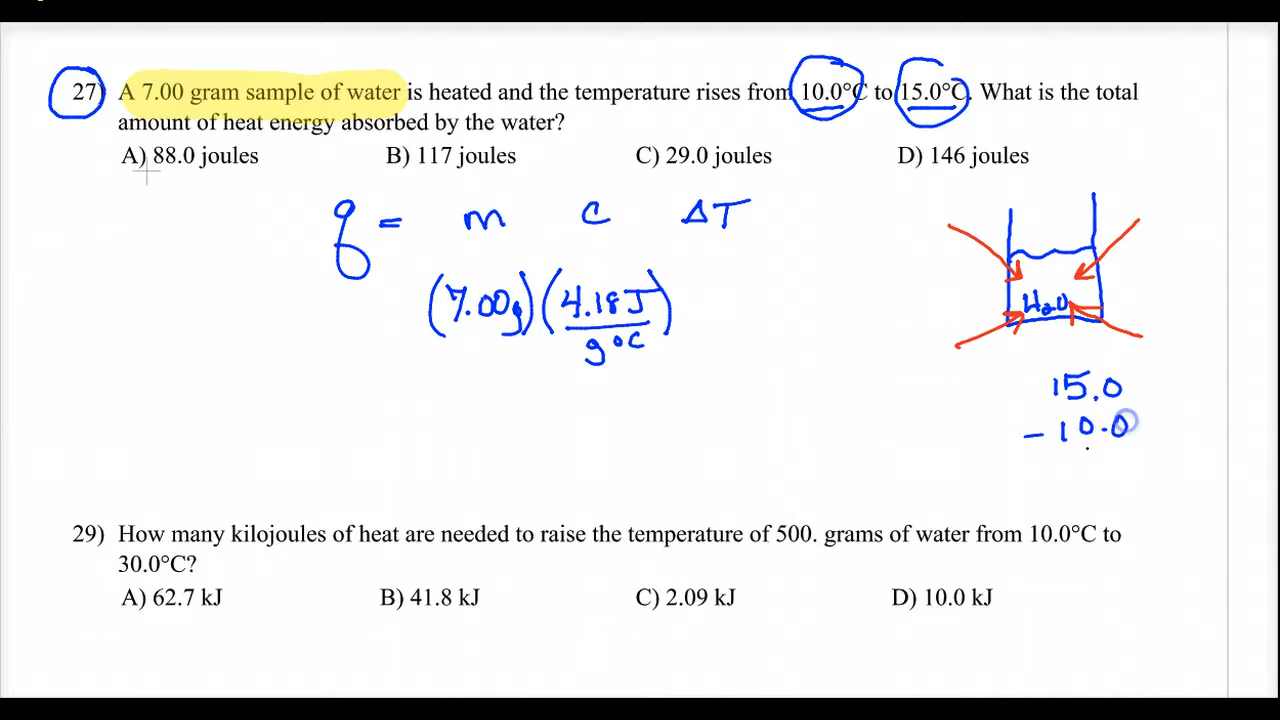 27) A 7.00 gram sample of water is heated and the temperature rises from 10.0°C to 15.0°C. What is the total
amount of heat energy absorbed by the water?
A) 88.0 joules B) 117 joules C) 29.0 joules D) 146 joules
q = m C ΔT
(7.00g) (4.18J
g°C)
H2O
15.0
-10.0
29) How many kilojoules of heat are needed to raise the temperature of 500. grams of water from 10.0°C to
30.0°C?
A) 62.7 kJ B) 41.8 kJ C) 2.09 kJ D) 10.0 kJ